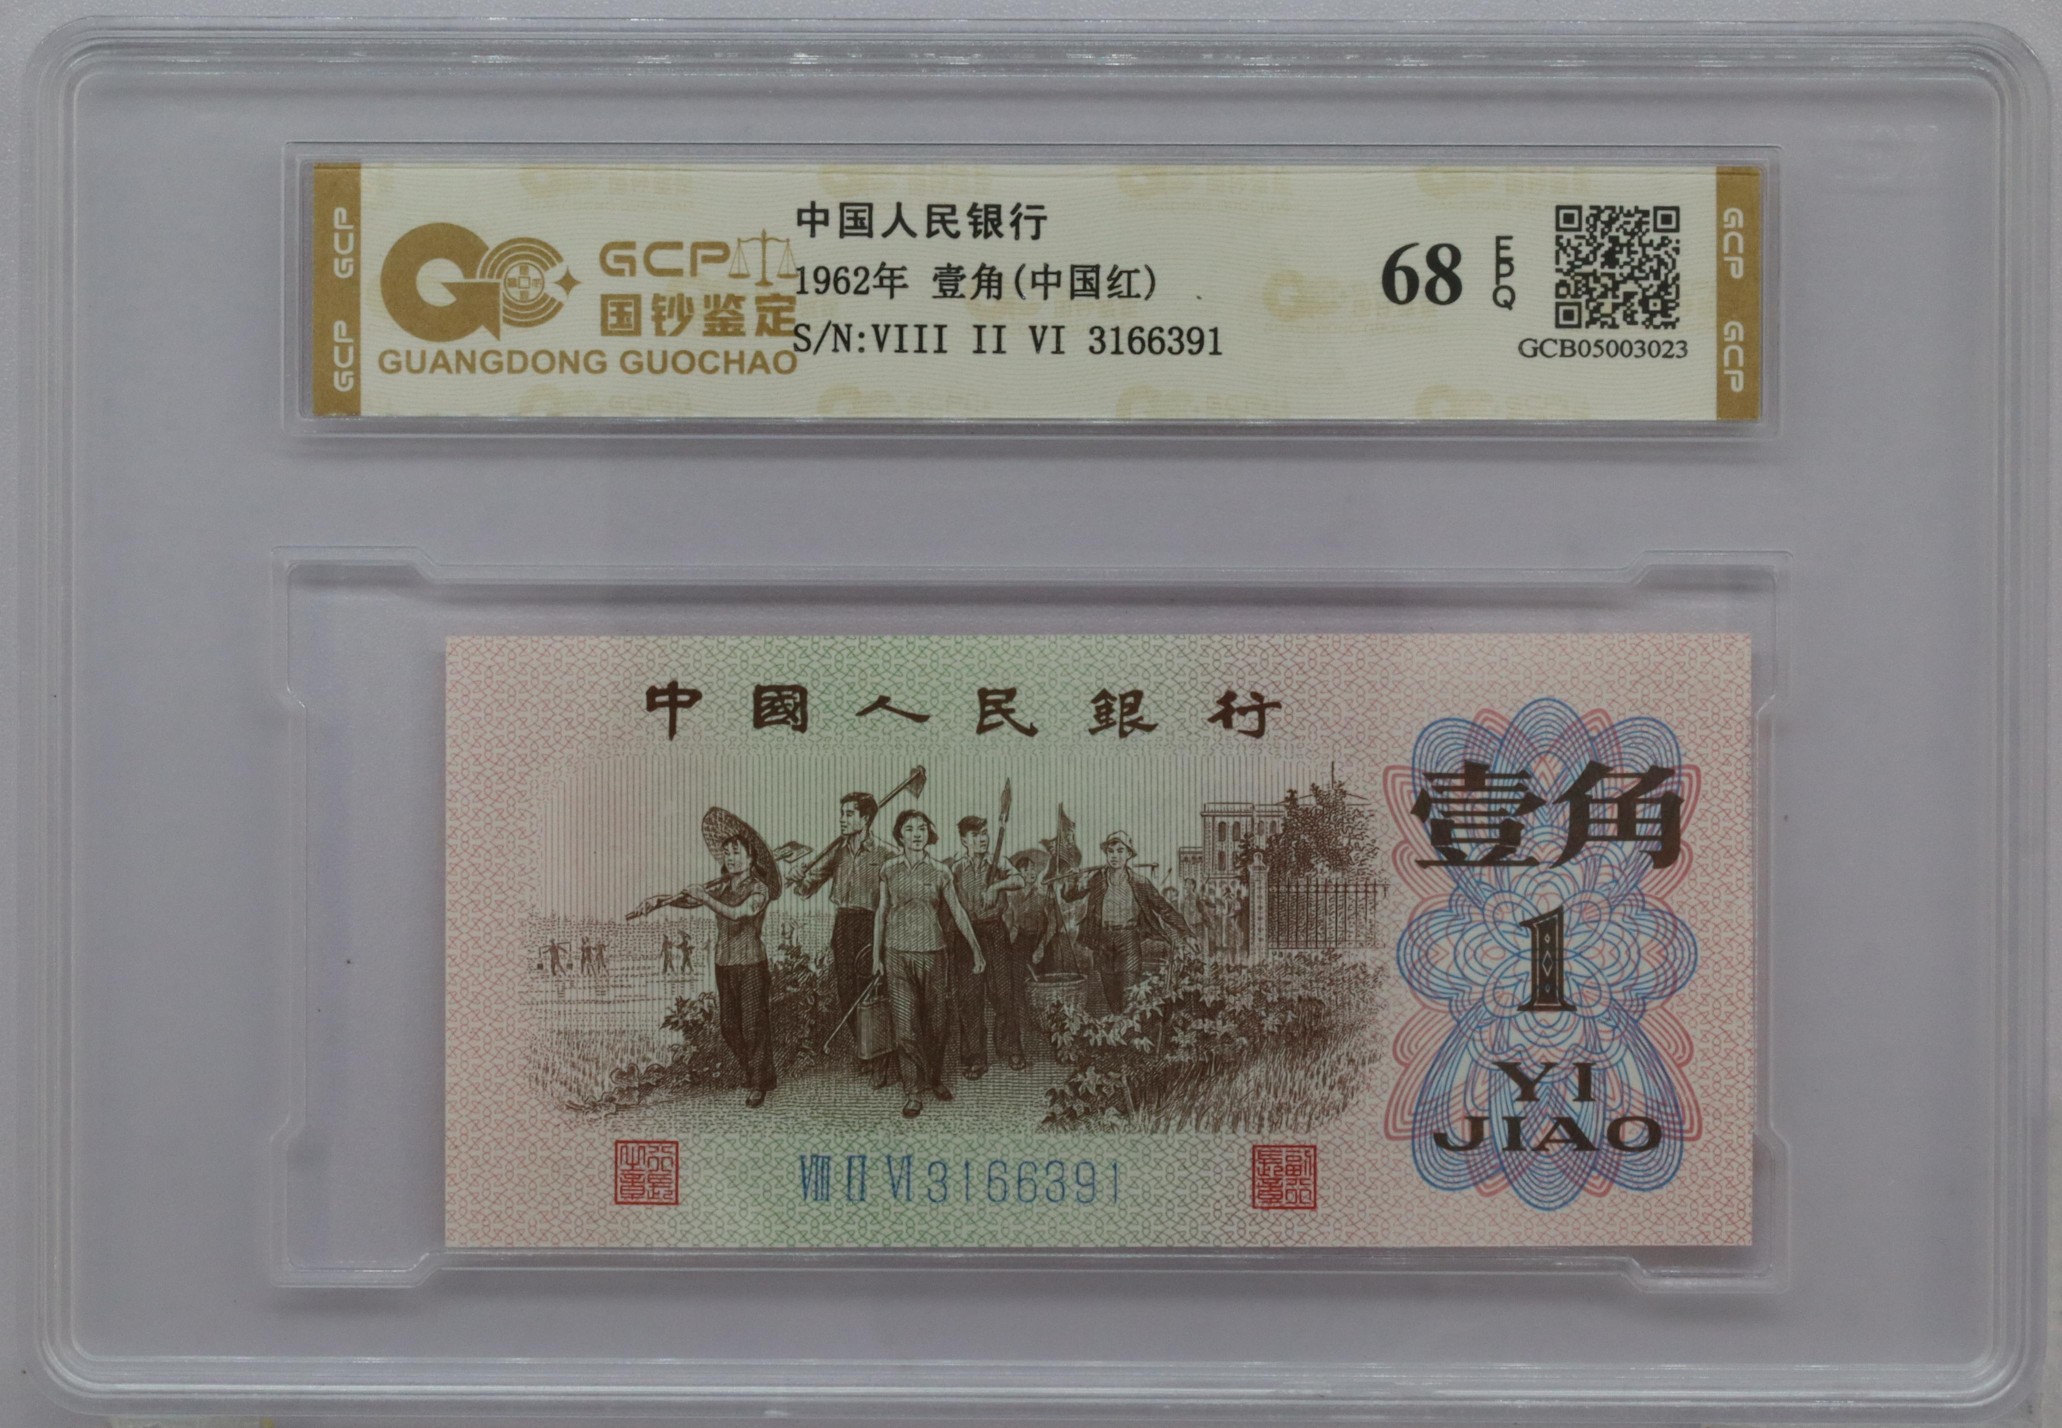 GCP
GCP
GCP
国钞鉴定
GUANGDONG GUOCHAO
中国人民银行
1962年 壹角(中国红)
S/N:VIII II VI 3166391
68
EPQ
GCB05003023
GCP
GCP
中國人民銀行
壹角
1
YI
JIAO
VIII II VI 3166391